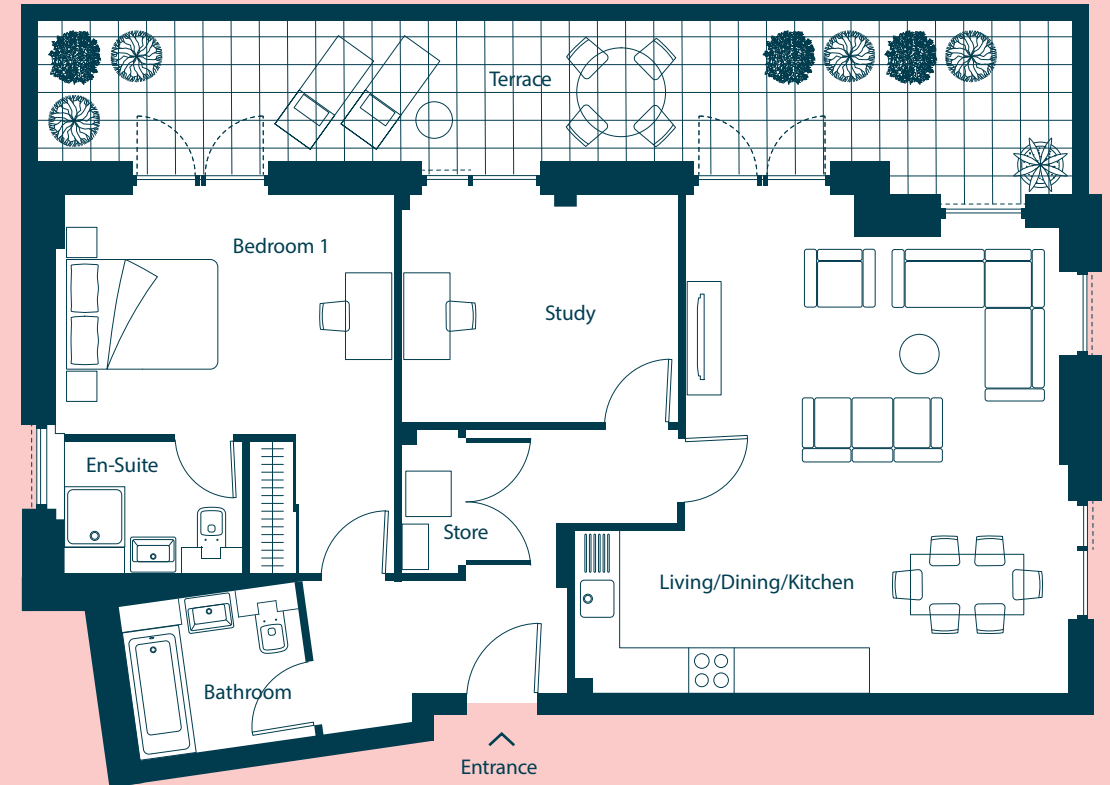 Terrace
Bedroom 1
Study
En-Suite
Store
Living/Dining/Kitchen
Bathroom
Entrance